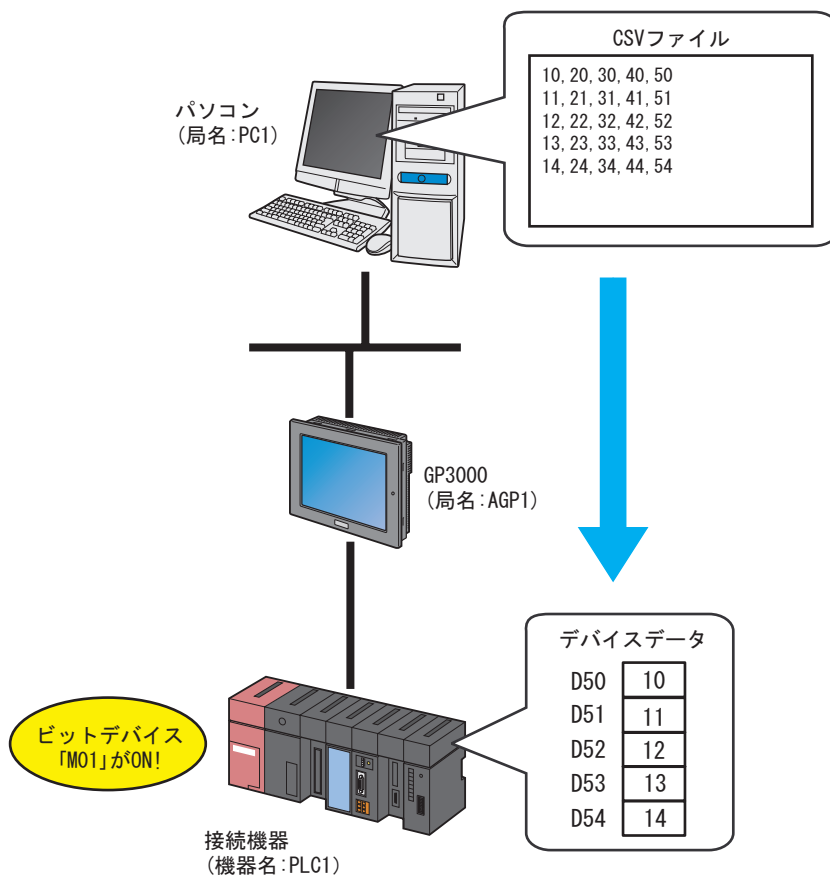 CSVファイル
10, 20, 30, 40, 50
11, 21, 31, 41, 51
12, 22, 32, 42, 52
13, 23, 33, 43, 53
14, 24, 34, 44, 54
パソコン
(局名:PC1)
GP3000
(局名:AGP1)
ビットデバイス
「M01」がON!
接続機器
(機器名:PLC1)
デバイスデータ
D50 10
D51 11
D52 12
D53 13
D54 14